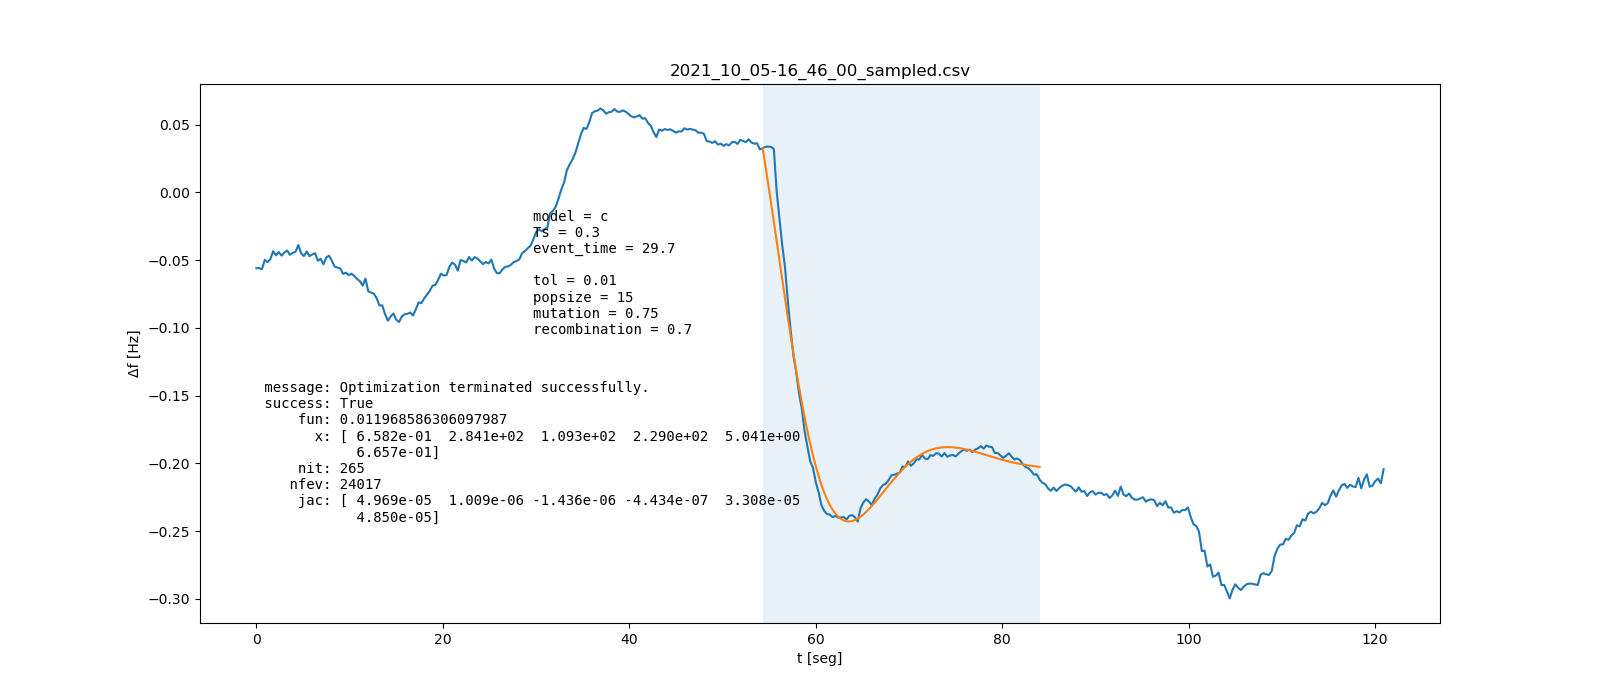 2021_10_05-16_46_00_sampled.csv
0.05
0.00
−0.05
−0.10
−0.15
−0.20
−0.25
−0.30
Δf [Hz]
model = c
Ts = 0.3
event_time = 29.7
tol = 0.01
popsize = 15
mutation = 0.75
recombination = 0.7
message: Optimization terminated successfully.
success: True
fun: 0.011968586306097987
x: [ 6.582e-01  2.841e+02  1.093e+02  2.290e+02  5.041e+00
6.657e-01]
nit: 265
nfev: 24017
jac: [ 4.969e-05  1.009e-06 -1.436e-06 -4.434e-07  3.308e-05
4.850e-05]
0 20 40 60 80 100 120
t [seg]